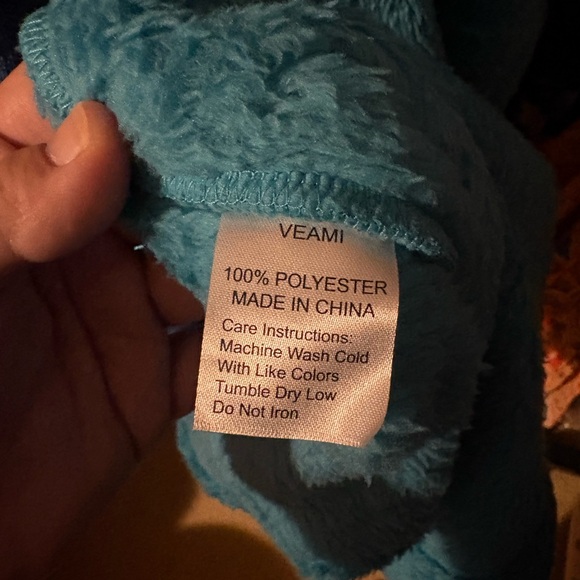 VEAMI
100% POLYESTER
MADE IN CHINA
Care Instructions:
Machine Wash Cold
With Like Colors
Tumble Dry Low
Do Not Iron